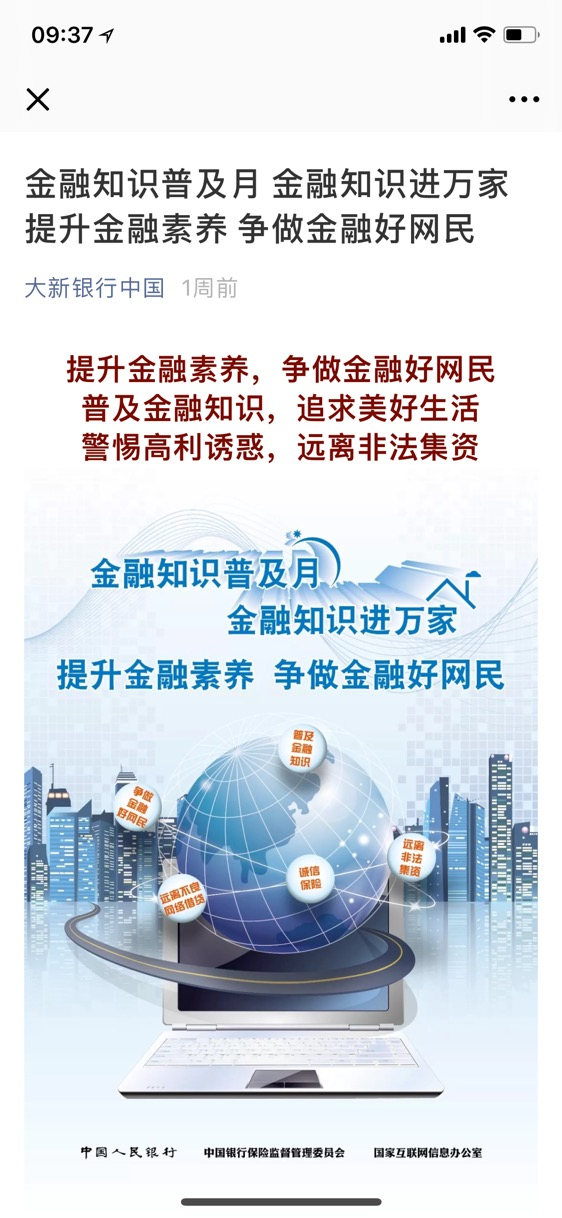 09:37
金融知识普及月 金融知识进万家
提升金融素养 争做金融好网民
大新银行中国 1周前
提升金融素养，争做金融好网民
普及金融知识，追求美好生活
警惕高利诱惑，远离非法集资
金融知识普及月
金融知识进万家
提升金融素养 争做金融好网民
普及
金融
知识
争做
金融
好网民
远离
非法
集资
诚信
保险
远离不良
网络借贷
中国人民银行 中国银行保险监督管理委员会 国家互联网信息办公室